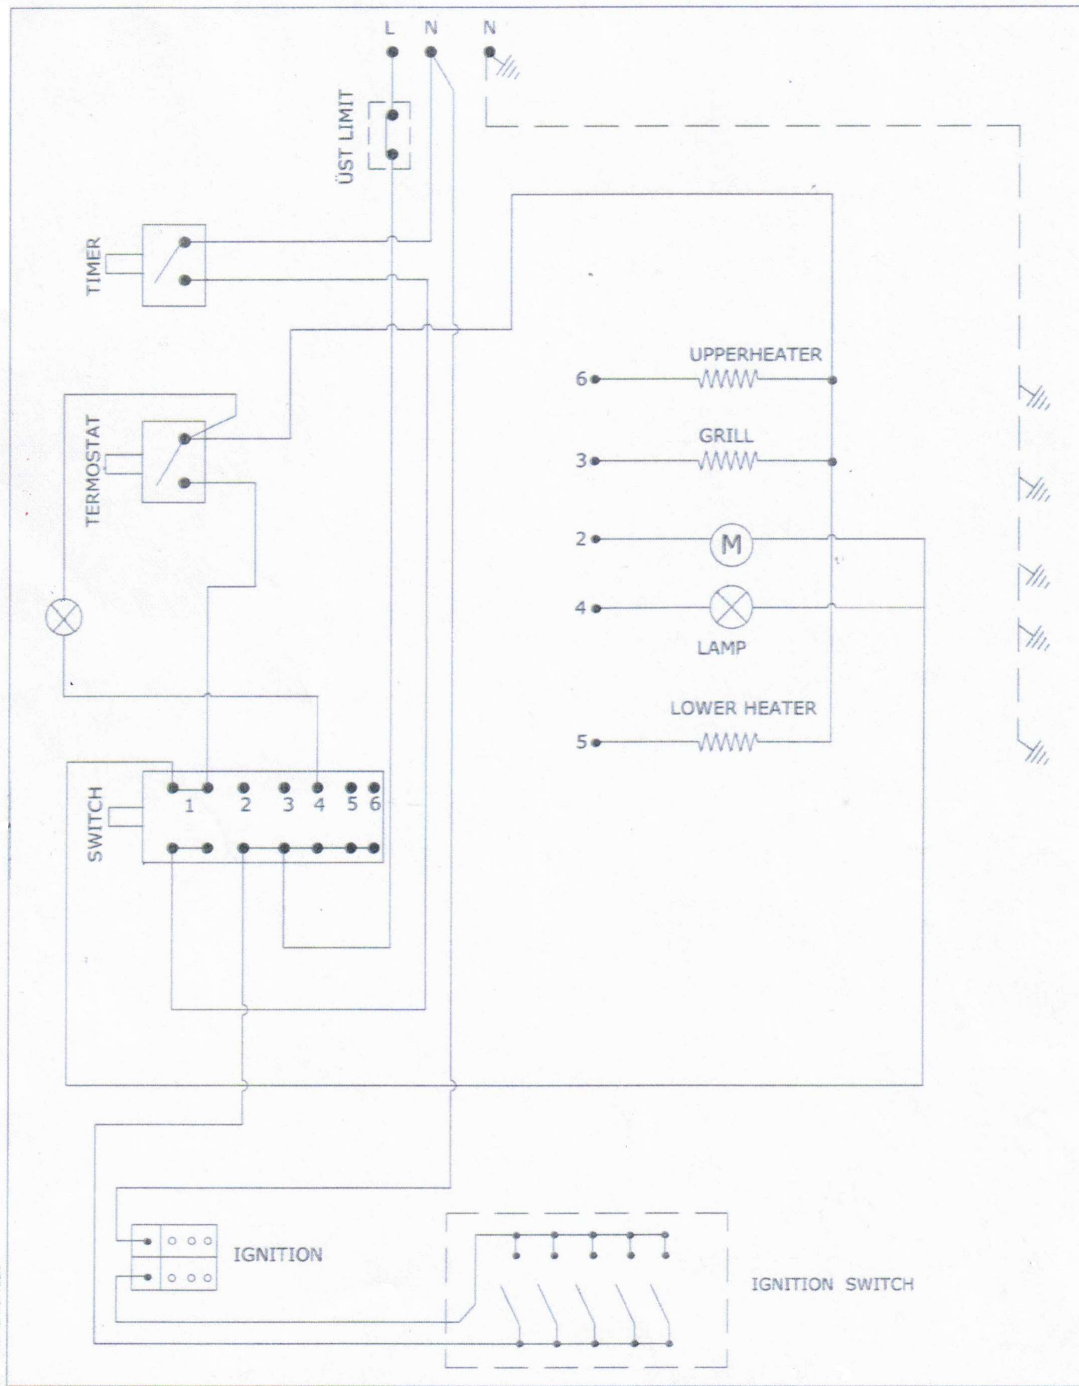 L N N
ÜST LIMIT
TIMER
UPPERHEATER
6
GRILL
3
TERMOSTAT
2 M
4
LAMP
LOWER HEATER
5
SWITCH
1 2 3 4 5 6
IGNITION
IGNITION SWITCH